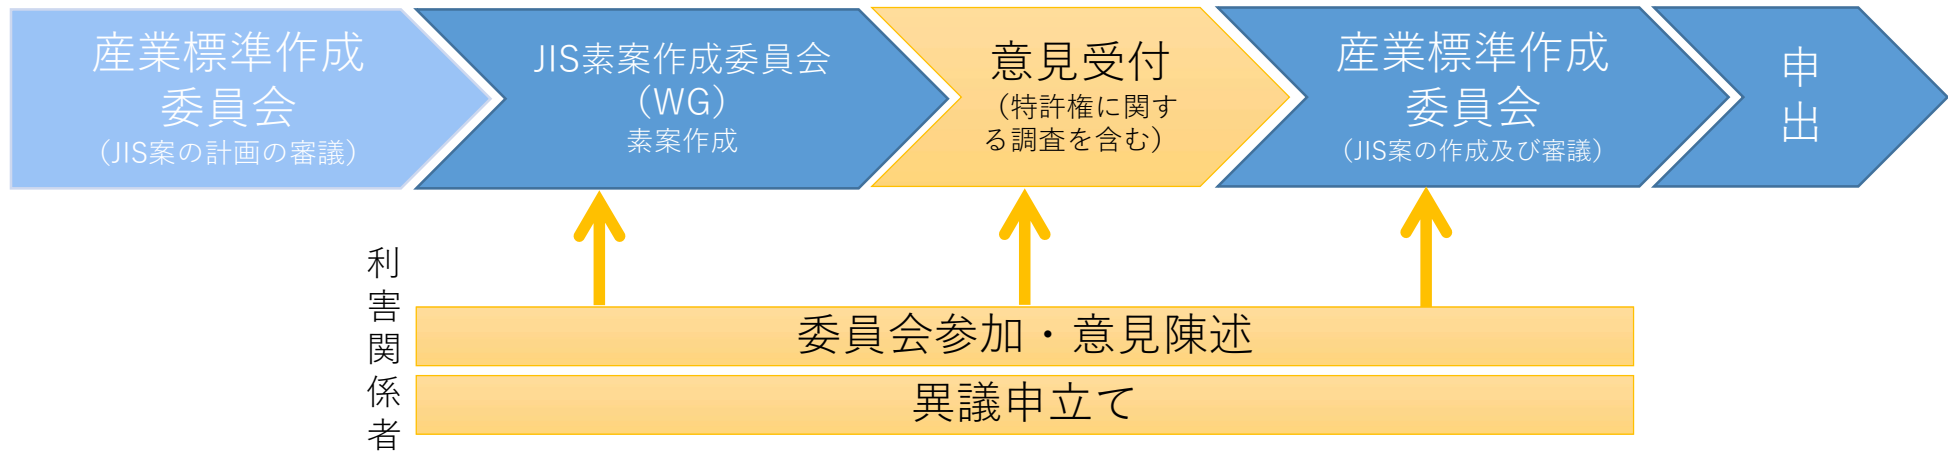 産業標準作成
委員会
（JIS案の計画の審議）
JIS素案作成委員会
（WG）
素案作成
意見受付
（特許権に関す
る調査を含む）
産業標準作成
委員会
（JIS案の作成及び審議）
申
出
利
害
関
係
者
委員会参加・意見陳述
異議申立て